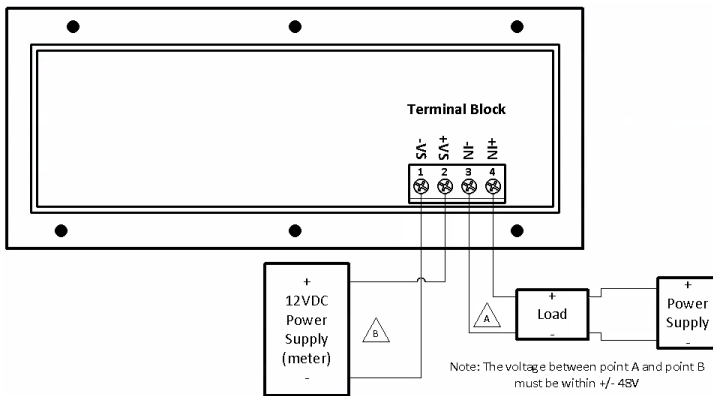 Terminal Block
-VS +VS -IN +IN
1 2 3 4
+
12VDC
Power
Supply
(meter)
-
B
A
+
Load
-
+
Power
Supply
-
Note: The voltage between point A and point B
must be within +/- 48V